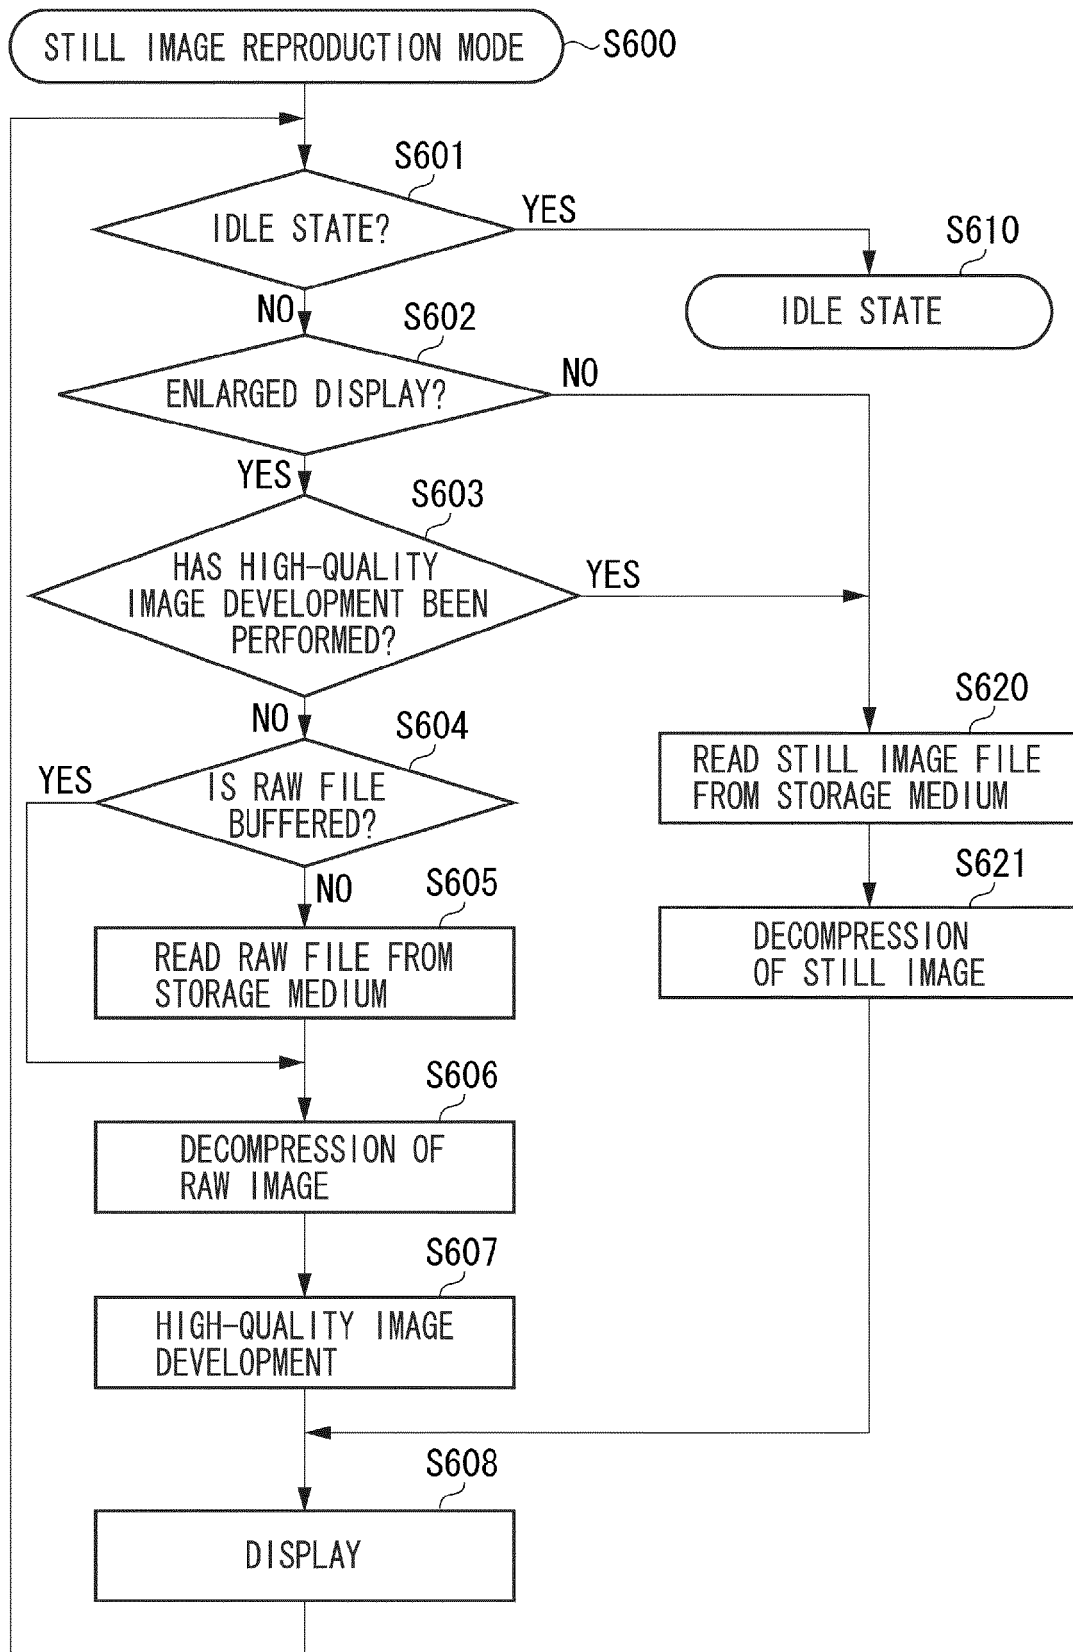 STILL IMAGE REPRODUCTION MODE
S600
S601
IDLE STATE?
YES
S610
IDLE STATE
NO
S602
ENLARGED DISPLAY?
NO
YES
S603
HAS HIGH-QUALITY
IMAGE DEVELOPMENT BEEN
PERFORMED?
YES
NO
S604
YES
IS RAW FILE
BUFFERED?
S620
READ STILL IMAGE FILE
FROM STORAGE MEDIUM
NO
S605
READ RAW FILE FROM
STORAGE MEDIUM
S621
DECOMPRESSION
OF STILL IMAGE
S606
DECOMPRESSION OF
RAW IMAGE
S607
HIGH-QUALITY IMAGE
DEVELOPMENT
S608
DISPLAY